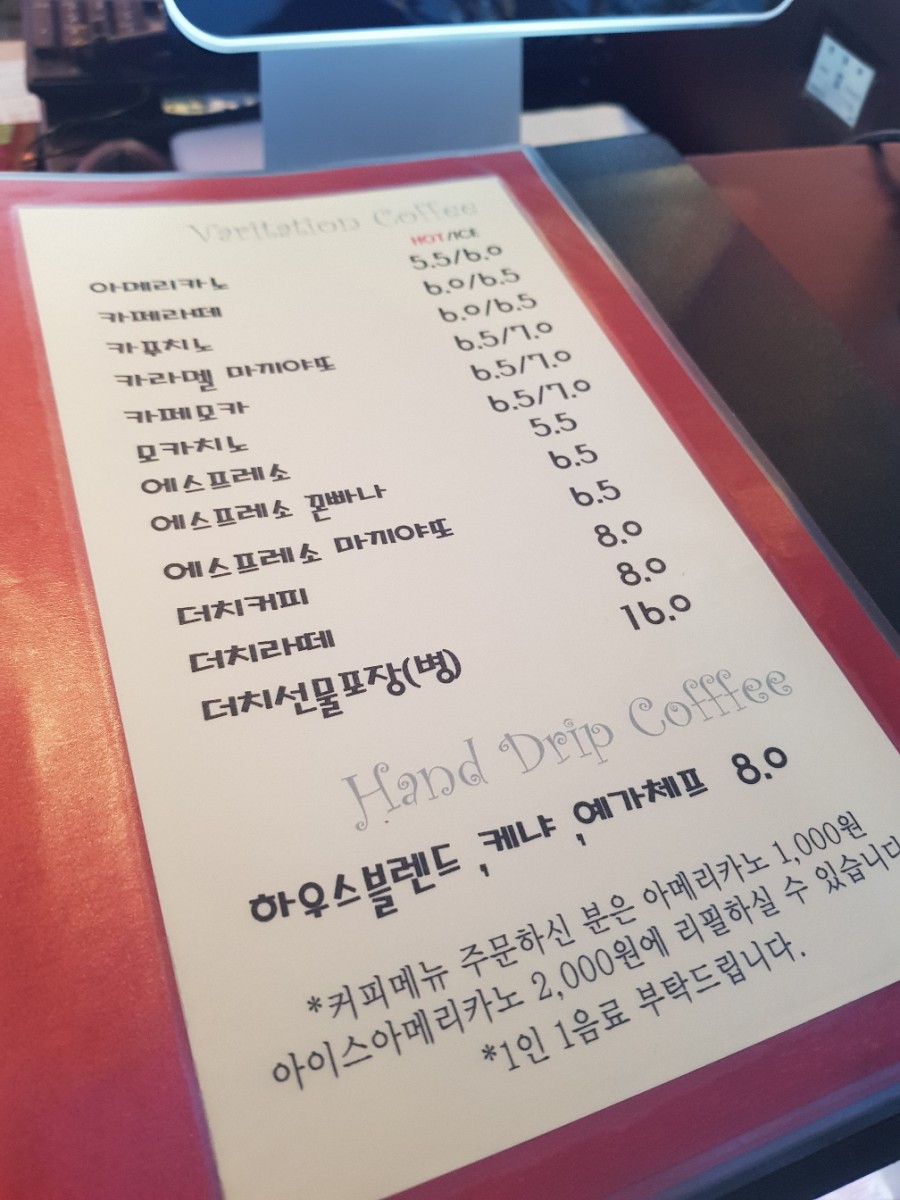 Varitation Coffee
HOT/ICE
아메리카노 5.5/6.0
카페라떼 6.0/6.5
카푸치노 6.0/6.5
카라멜 마끼야또 6.5/7.0
카페모카 6.5/7.0
모카치노 6.5/7.0
에스프레소 5.5
에스프레소 꼰빠나 6.5
에스프레소 마끼야또 6.5
더치커피 8.0
더치라떼 8.0
더치선물포장(병) 16.0
Hand Drip Cofffee
하우스블렌드 ,케냐 ,예가체프 8.0
*커피메뉴 주문하신 분은 아메리카노 1,000원
아이스아메리카노 2,000원에 리필하실 수 있습니다
*1인 1음료 부탁드립니다.